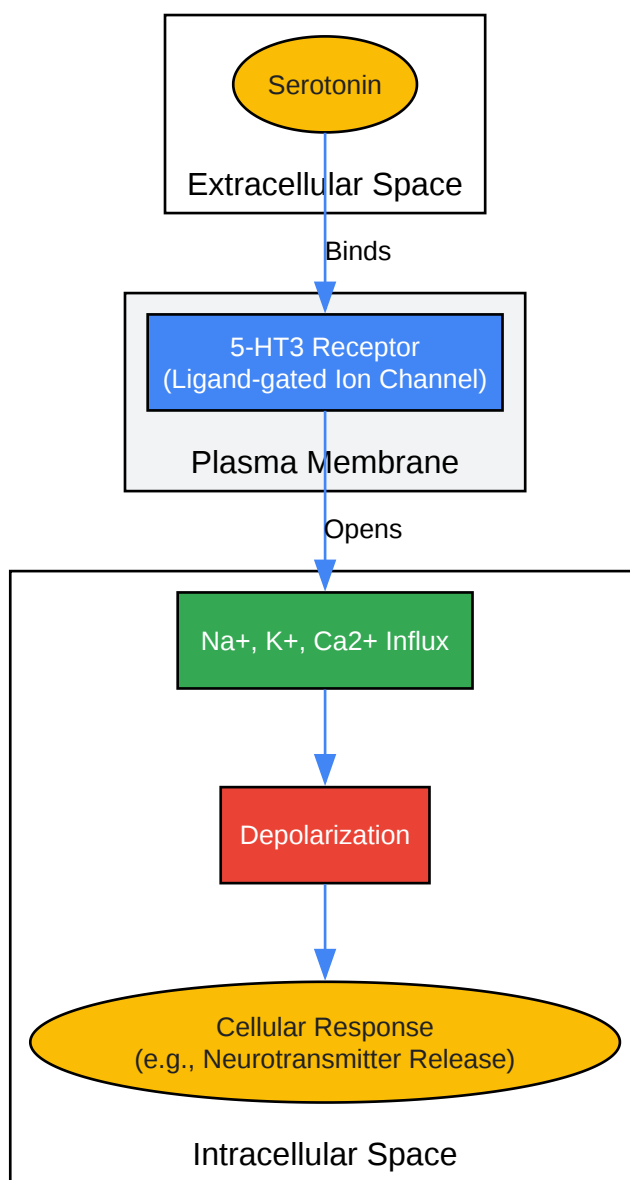 Serotonin
Extracellular Space
Binds
5-HT3 Receptor
(Ligand-gated Ion Channel)
Plasma Membrane
Opens
Na+, K+, Ca2+ Influx
Depolarization
Cellular Response
(e.g., Neurotransmitter Release)
Intracellular Space